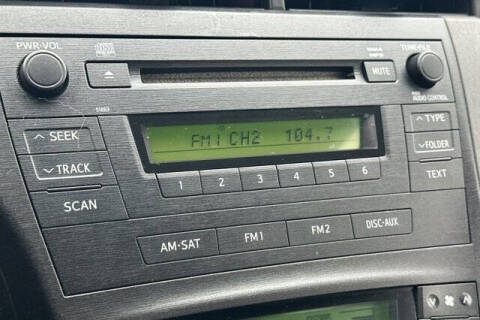 PWR·VOL
TUNE·FILE
MUTE
AUDIO CONTROL
^ SEEK
v TRACK
SCAN
FM1 CH2 104.7
1 2 3 4 5 6
^ TYPE
v FOLDER
TEXT
AM·SAT
FM1
FM2
DISC·AUX